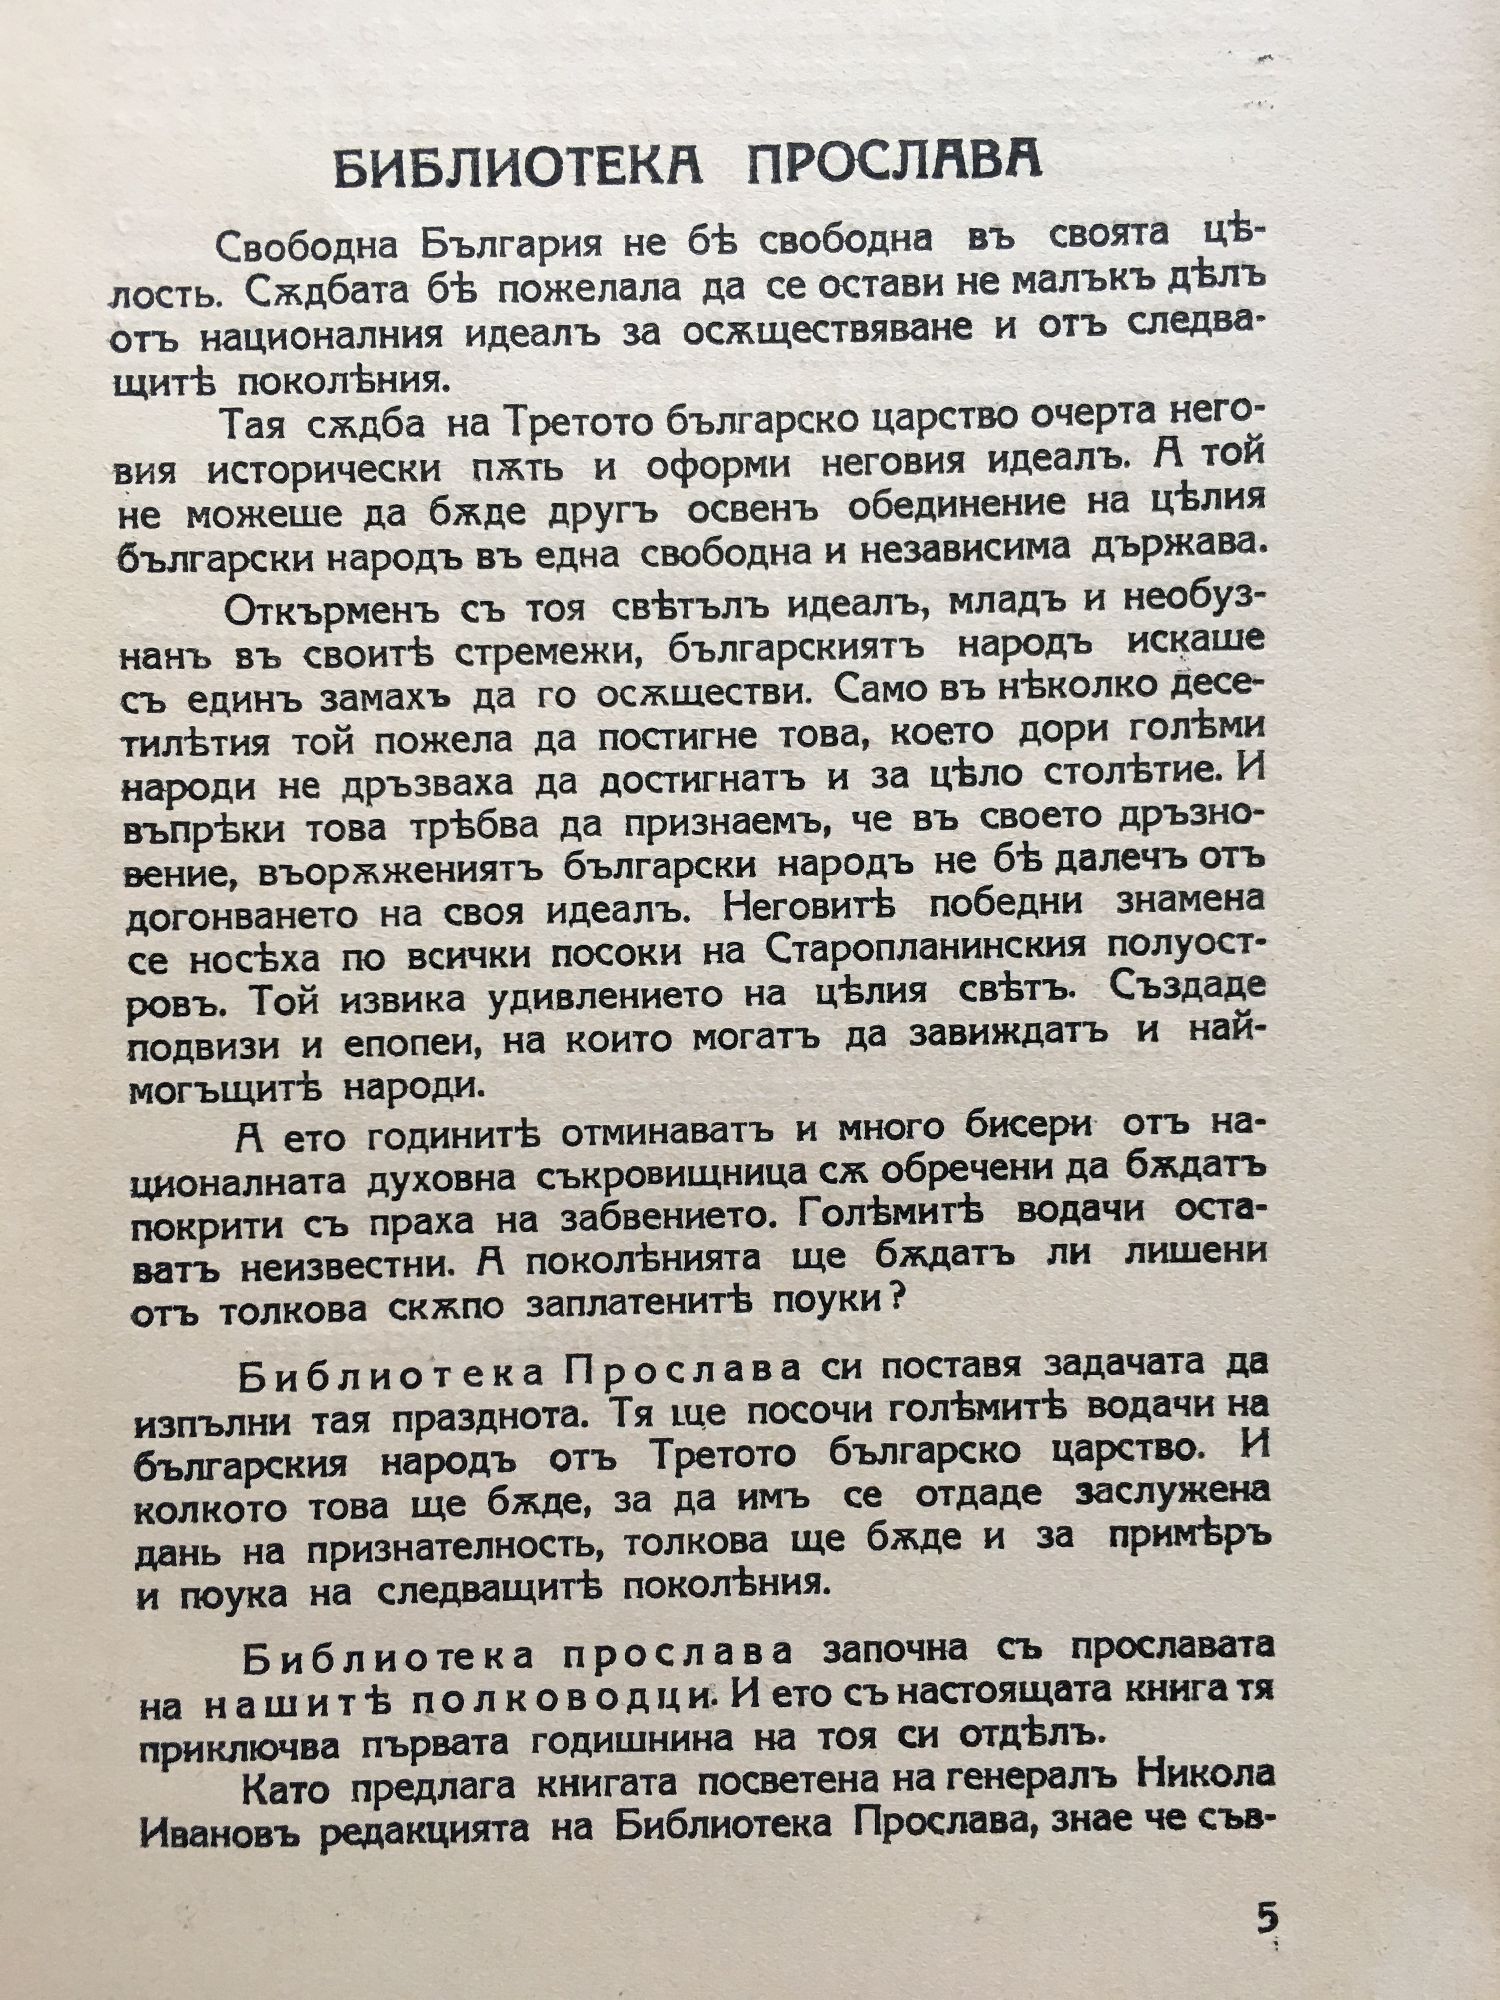 БИБЛИОТЕКА ПРОСЛАВА
Свободна България не бѣ свободна въ своята цѣ-
лость. Сѫдбата бѣ пожелала да се остави не малъкъ дѣлъ
отъ националния идеалъ за осѫществяване и отъ следва-
щитѣ поколѣния.
Тая сѫдба на Третото българско царство очерта него-
вия исторически пѫть и оформи неговия идеалъ. А той
не можеше да бѫде другъ освенъ обединение на цѣлия
български народъ въ една свободна и независима държава.
Откърменъ съ тоя свѣтълъ идеалъ, младъ и необуз-
нанъ въ своитѣ стремежи, българскиятъ народъ искаше
съ единъ замахъ да го осѫществи. Само въ нѣколко десе-
тилѣтия той пожела да постигне това, което дори голѣми
народи не дръзваха да достигнатъ и за цѣло столѣтие. И
въпрѣки това трѣбва да признаемъ, че въ своето дръзно-
вение, въорѫжениятъ български народъ не бѣ далечъ отъ
догонването на своя идеалъ. Неговитѣ победни знамена
се носѣха по всички посоки на Старопланинския полуост-
ровъ. Той извика удивлението на цѣлия свѣтъ. Създаде
подвизи и епопеи, на които могатъ да завиждатъ и най-
могъщитѣ народи.
А ето годинитѣ отминаватъ и много бисери отъ на-
ционалната духовна съкровищница сѫ обречени да бѫдатъ
покрити съ праха на забвението. Голѣмитѣ водачи оста-
ватъ неизвестни. А поколѣнията ще бѫдатъ ли лишени
отъ толкова скѫпо заплатенитѣ поуки?
Библиотека Прослава си поставя задачата да
изпълни тая празднота. Тя ще посочи голѣмитѣ водачи на
българския народъ отъ Третото българско царство. И
колкото това ще бѫде, за да имъ се отдаде заслужена
дань на признателность, толкова ще бѫде и за примѣръ
и поука на следващитѣ поколѣния.
Библиотека прослава започна съ прославата
на нашитѣ полководци. И ето съ настоящата книга тя
приключва първата годишнина на тоя си отдѣлъ.
Като предлага книгата посветена на генералъ Никола
Ивановъ редакцията на Библиотека Прослава, знае че съв-
5